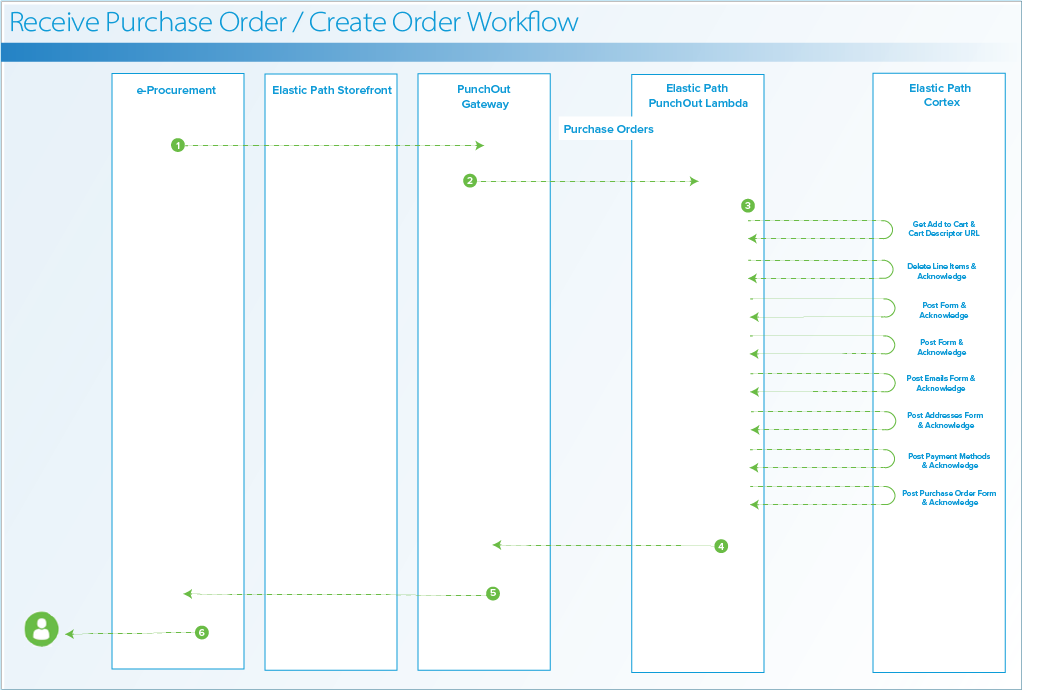 Receive Purchase Order / Create Order Workflow
e-Procurement
Elastic Path Storefront
PunchOut
Gateway
Elastic Path
PunchOut Lambda
Elastic Path
Cortex
Purchase Orders
1
2
3
Get Add to Cart &
Cart Descriptor URL
Delete Line Items &
Acknowledge
Post Form &
Acknowledge
Post Form &
Acknowledge
Post Emails Form &
Acknowledge
Post Addresses Form
& Acknowledge
Post Payment Methods
& Acknowledge
Post Purchase Order Form
& Acknowledge
4
5
6